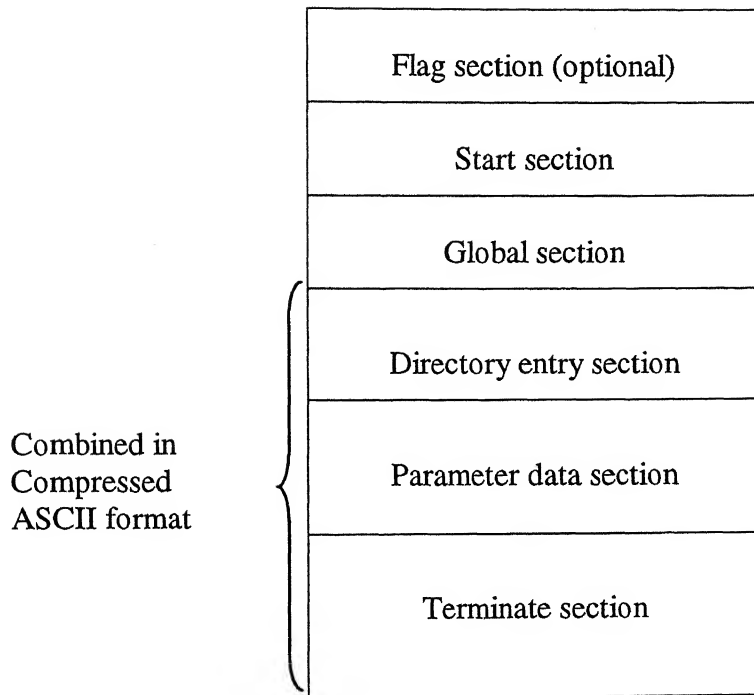 Flag section (optional)
Start section
Global section
Directory entry section
Combined in
Compressed
ASCII format
Parameter data section
Terminate section